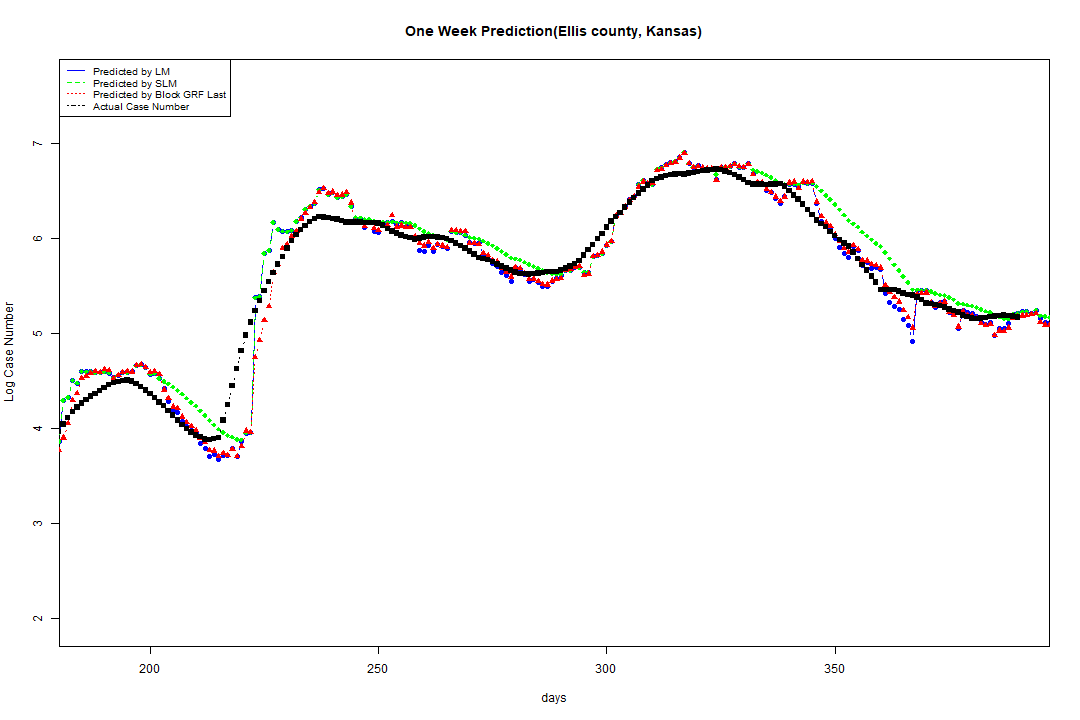 One Week Prediction(Ellis county, Kansas)
Predicted by LM
Predicted by SLM
Predicted by Block GRF Last
Actual Case Number
7
6
5
4
3
2
Log Case Number
200 250 300 350
days